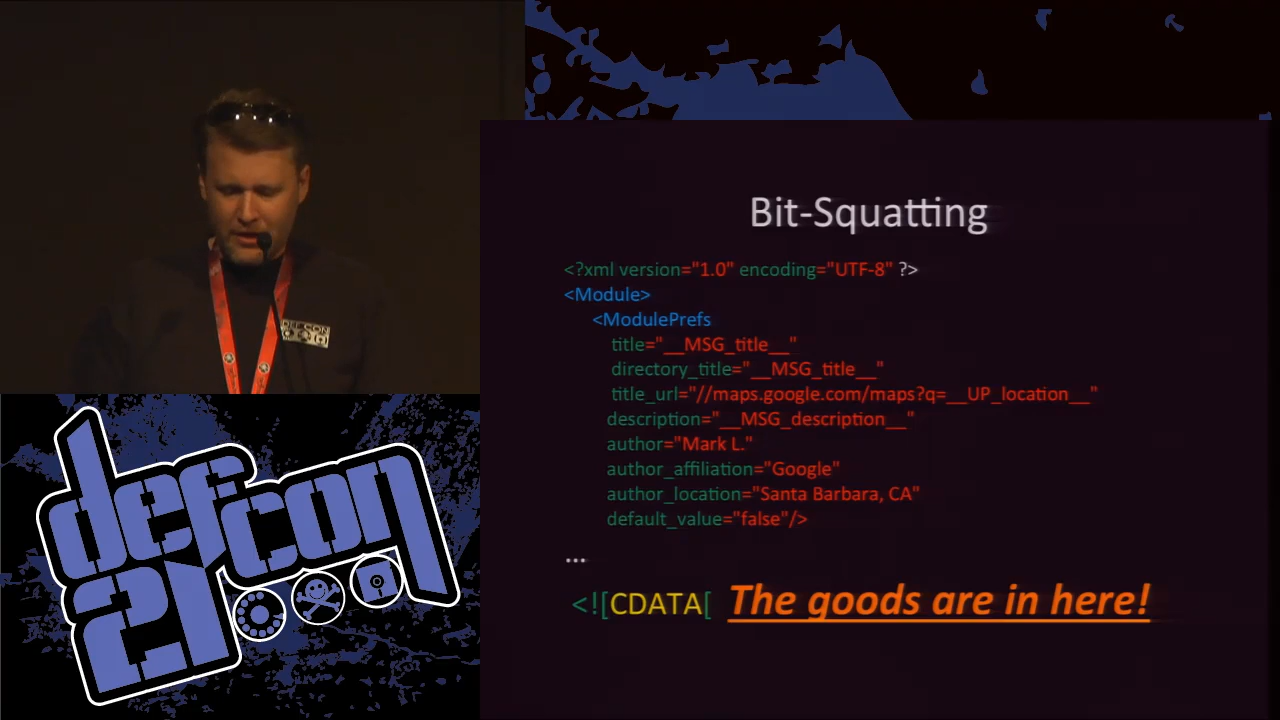 Bit-Squatting
<?xml version="1.0" encoding="UTF-8" ?>
<Module>
<ModulePrefs
title="__MSG_title__"
directory_title="__MSG_title__"
title_url="//maps.google.com/maps?q=__UP_location__"
description="__MSG_description__"
author="Mark L."
author_affiliation="Google"
author_location="Santa Barbara, CA"
default_value="false"/>
...
<![CDATA[ The goods are in here!
DEF CON
defcon
21